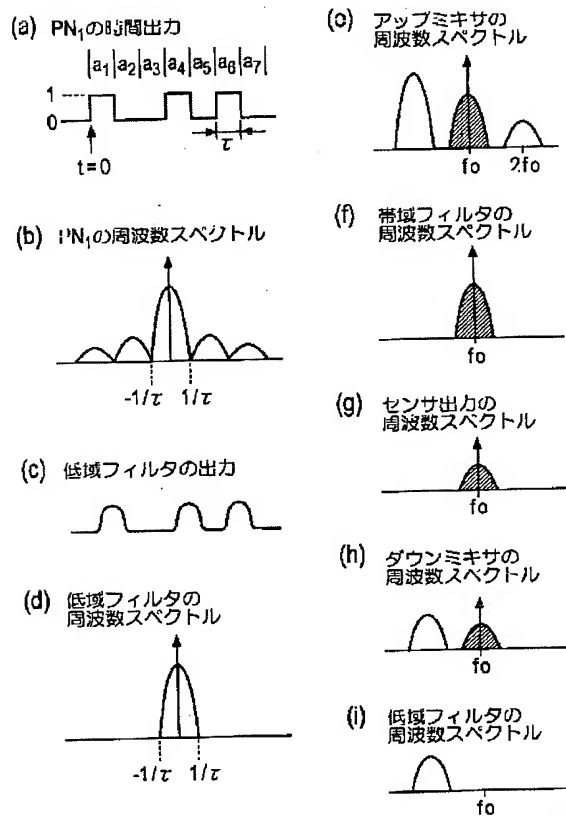 (a) PN1の時間出力
a1 a2 a3 a4 a5 a6 a7
1
0
τ
t=0
(b) PN1の周波数スペクトル
-1/τ 1/τ
(c) 低域フィルタの出力
(d) 低域フィルタの
周波数スペクトル
-1/τ 1/τ
(e) アップミキサの
周波数スペクトル
fo 2fo
(f) 帯域フィルタの
周波数スペクトル
fo
(g) センサ出力の
周波数スペクトル
fo
(h) ダウンミキサの
周波数スペクトル
fo
(i) 低域フィルタの
周波数スペクトル
fo